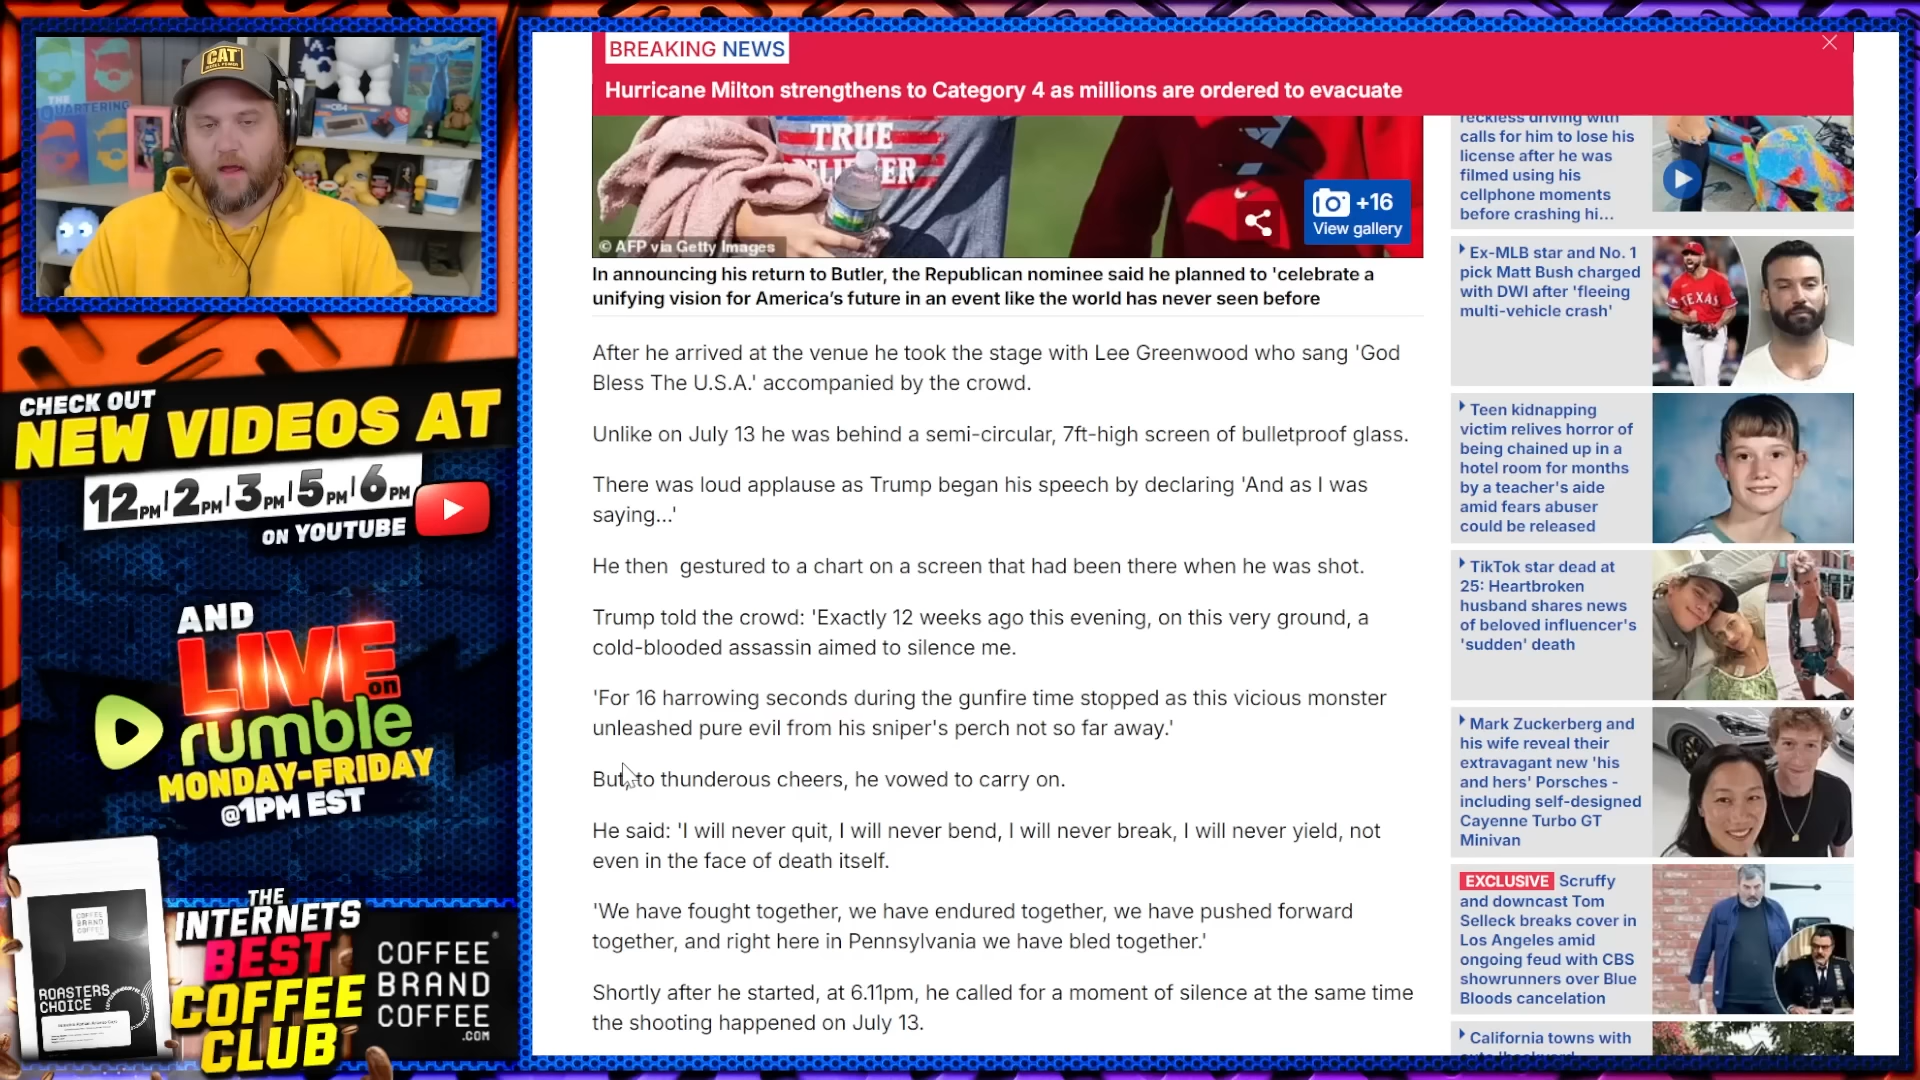 CAT
THE
QUARTERING
CHECK OUT
NEW VIDEOS AT
12PM | 2PM | 3PM | 5PM | 6PM
ON YOUTUBE
AND
LIVE
on
rumble
MONDAY-FRIDAY
@1PM EST
THE
INTERNETS
BEST
COFFEE
CLUB
COFFEE
BRAND
COFFEE
.COM
COFFEE
BRAND
COFFEE
ROASTERS
CHOICE
BREAKING NEWS
Hurricane Milton strengthens to Category 4 as millions are ordered to evacuate
TRUE
© AFP via Getty Images
+16
View gallery
In announcing his return to Butler, the Republican nominee said he planned to 'celebrate a
unifying vision for America's future in an event like the world has never seen before
After he arrived at the venue he took the stage with Lee Greenwood who sang 'God
Bless The U.S.A.' accompanied by the crowd.
Unlike on July 13 he was behind a semi-circular, 7ft-high screen of bulletproof glass.
There was loud applause as Trump began his speech by declaring 'And as I was
saying...'
He then gestured to a chart on a screen that had been there when he was shot.
Trump told the crowd: 'Exactly 12 weeks ago this evening, on this very ground, a
cold-blooded assassin aimed to silence me.
'For 16 harrowing seconds during the gunfire time stopped as this vicious monster
unleashed pure evil from his sniper's perch not so far away.'
But, to thunderous cheers, he vowed to carry on.
He said: 'I will never quit, I will never bend, I will never break, I will never yield, not
even in the face of death itself.
'We have fought together, we have endured together, we have pushed forward
together, and right here in Pennsylvania we have bled together.'
Shortly after he started, at 6.11pm, he called for a moment of silence at the same time
the shooting happened on July 13.
reckless driving with
calls for him to lose his
license after he was
filmed using his
cellphone moments
before crashing hi...
Ex-MLB star and No. 1
pick Matt Bush charged
with DWI after 'fleeing
multi-vehicle crash'
TEXAS
Teen kidnapping
victim relives horror of
being chained up in a
hotel room for months
by a teacher's aide
amid fears abuser
could be released
TikTok star dead at
25: Heartbroken
husband shares news
of beloved influencer's
'sudden' death
Mark Zuckerberg and
his wife reveal their
extravagant new 'his
and hers' Porsches -
including self-designed
Cayenne Turbo GT
Minivan
EXCLUSIVE Scruffy
and downcast Tom
Selleck breaks cover in
Los Angeles amid
ongoing feud with CBS
showrunners over Blue
Bloods cancelation
California towns with